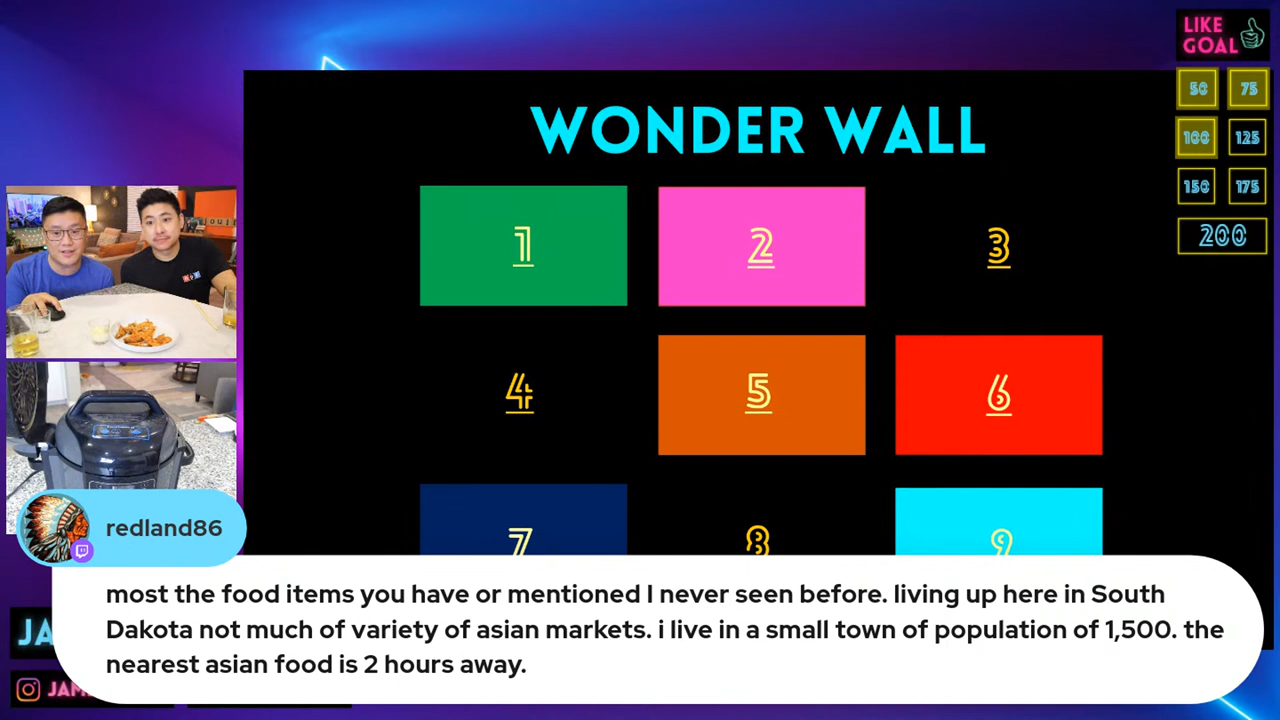 LIKE
GOAL
50 75
100 125
150 175
200
WONDER WALL
1 2 3
4 5 6
7 8 9
redland86
most the food items you have or mentioned I never seen before. living up here in South
Dakota not much of variety of asian markets. i live in a small town of population of 1,500. the
nearest asian food is 2 hours away.
JA
JAM